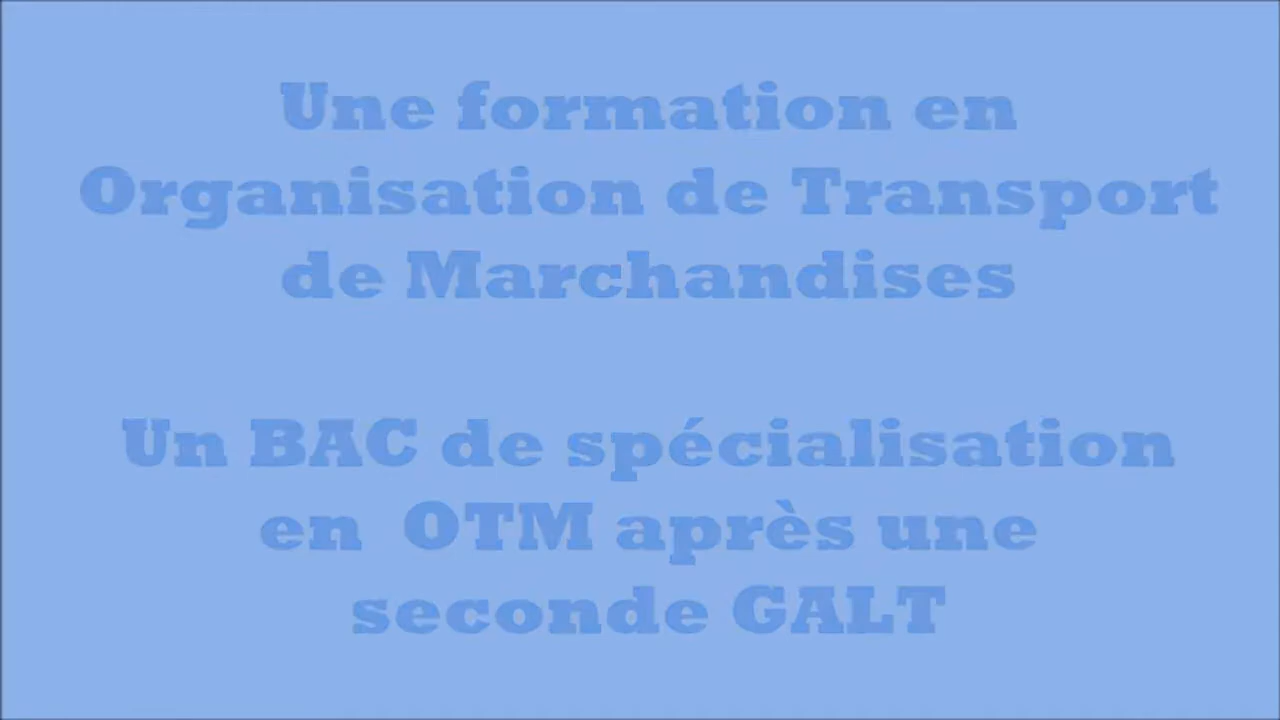 Une formation en
Organisation de Transport
de Marchandises
Un BAC de spécialisation
en OTM après une
seconde GALT